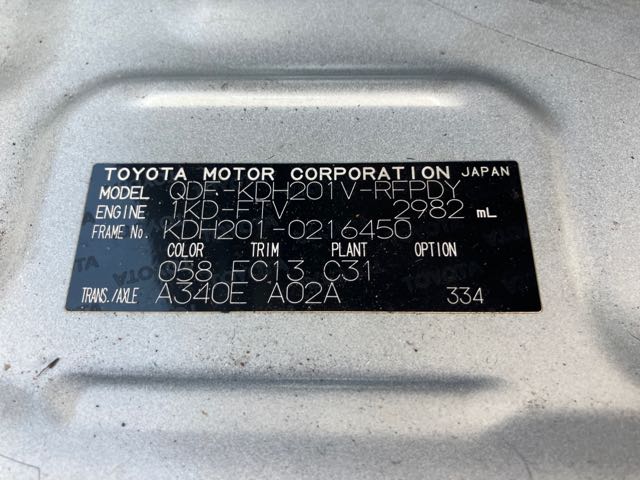 TOYOTA MOTOR CORPORATION JAPAN
MODEL QDF-KDH201V-RFPDY
ENGINE 1KD-FTV 2982 mL
FRAME No. KDH201-0216450
COLOR TRIM PLANT OPTION
058 FC13 C31
TRANS./AXLE A340E A02A 334